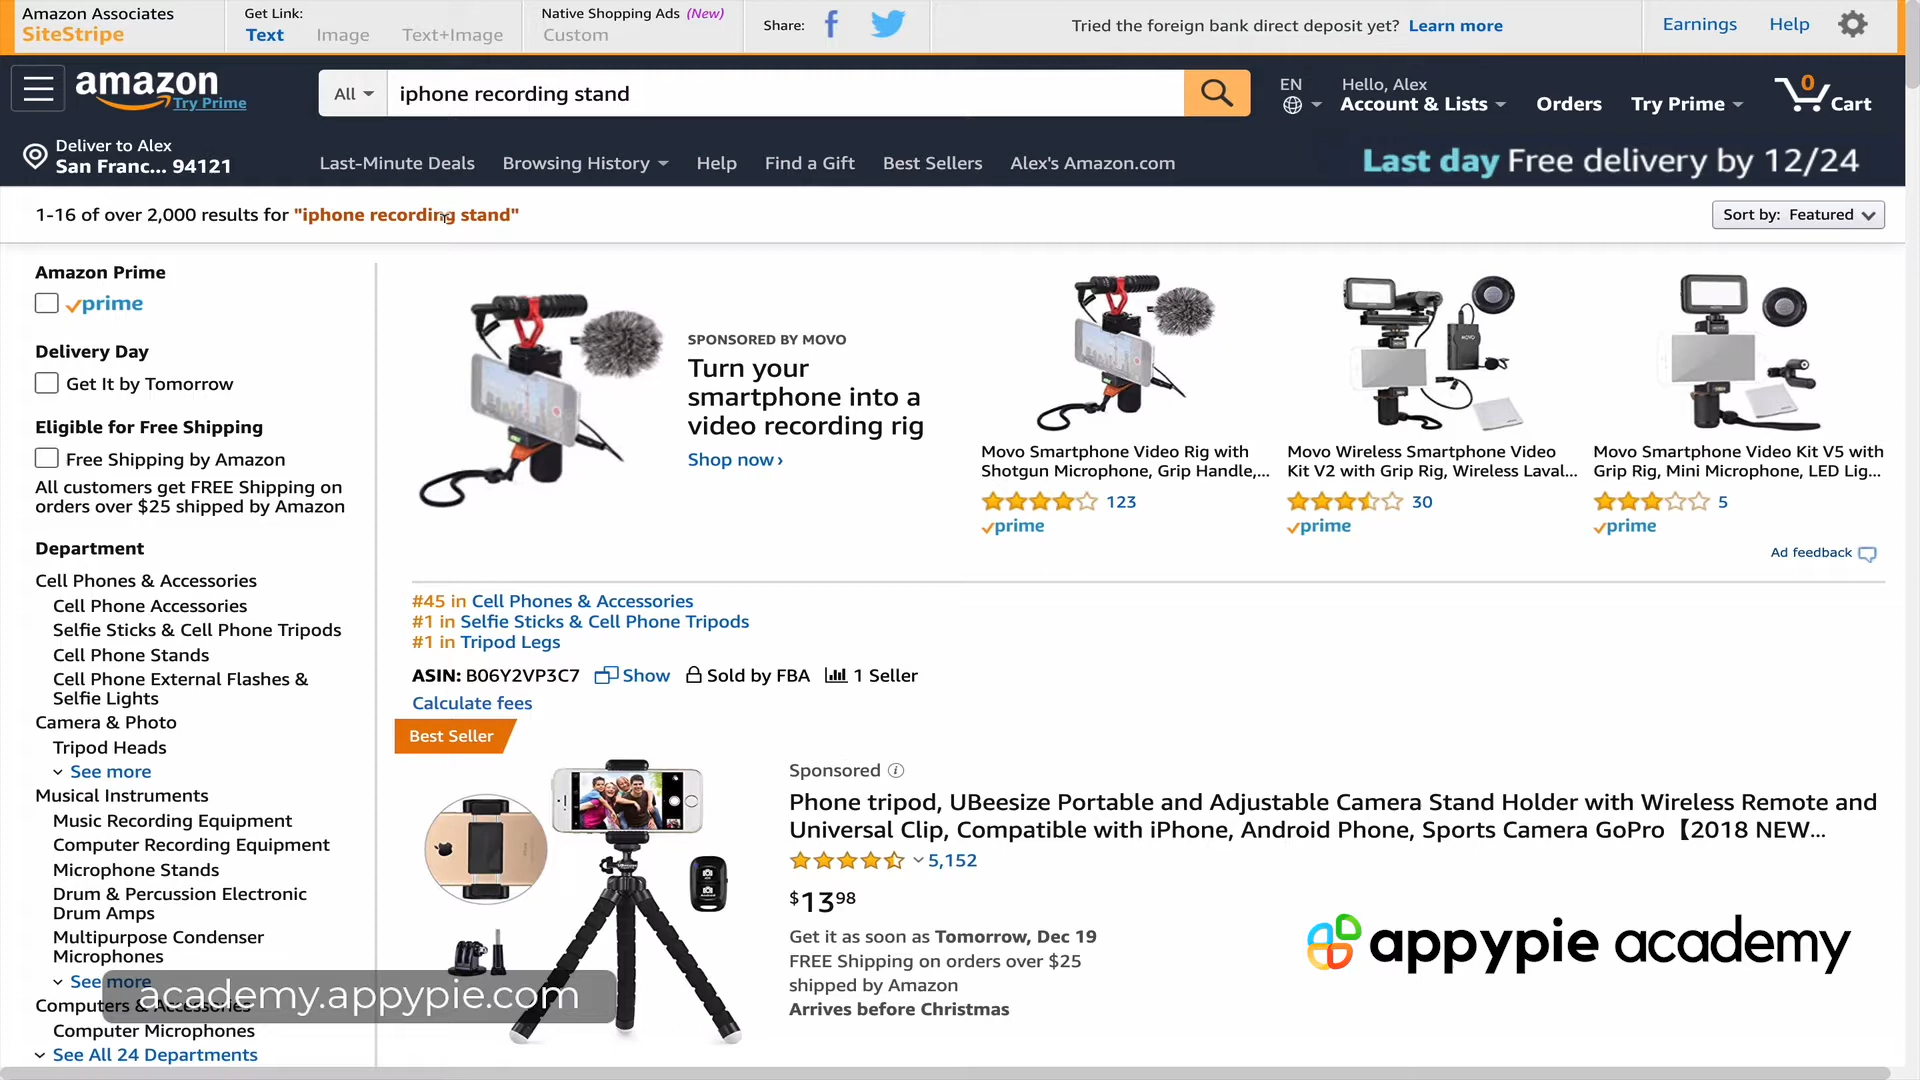 Amazon Associates
SiteStripe
Get Link:
Text Image Text+Image
Native Shopping Ads (New)
Custom
Share:
Tried the foreign bank direct deposit yet? Learn more
Earnings Help
amazon
Try Prime
All
iphone recording stand
EN
Hello, Alex
Account & Lists
Orders
Try Prime
0
Cart
Deliver to Alex
San Franc... 94121
Last-Minute Deals Browsing History Help Find a Gift Best Sellers Alex's Amazon.com
Last day Free delivery by 12/24
1-16 of over 2,000 results for "iphone recording stand"
Sort by: Featured
Amazon Prime
prime
Delivery Day
Get It by Tomorrow
Eligible for Free Shipping
Free Shipping by Amazon
All customers get FREE Shipping on
orders over $25 shipped by Amazon
Department
Cell Phones & Accessories
Cell Phone Accessories
Selfie Sticks & Cell Phone Tripods
Cell Phone Stands
Cell Phone External Flashes &
Selfie Lights
Camera & Photo
Tripod Heads
See more
Musical Instruments
Music Recording Equipment
Computer Recording Equipment
Microphone Stands
Drum & Percussion Electronic
Drum Amps
Multipurpose Condenser
Microphones
See more
Computers & Accessories
Computer Microphones
See All 24 Departments
SPONSORED BY MOVO
Turn your
smartphone into a
video recording rig
Shop now ›
Movo Smartphone Video Rig with
Shotgun Microphone, Grip Handle,...
123
prime
Movo Wireless Smartphone Video
Kit V2 with Grip Rig, Wireless Laval...
30
prime
Movo Smartphone Video Kit V5 with
Grip Rig, Mini Microphone, LED Lig...
5
prime
Ad feedback
#45 in Cell Phones & Accessories
#1 in Selfie Sticks & Cell Phone Tripods
#1 in Tripod Legs
ASIN: B06Y2VP3C7 Show Sold by FBA 1 Seller
Calculate fees
Best Seller
Sponsored
Phone tripod, UBeesize Portable and Adjustable Camera Stand Holder with Wireless Remote and
Universal Clip, Compatible with iPhone, Android Phone, Sports Camera GoPro【2018 NEW...
5,152
$13 98
Get it as soon as Tomorrow, Dec 19
FREE Shipping on orders over $25
shipped by Amazon
Arrives before Christmas
appypie academy
academy.appypie.com